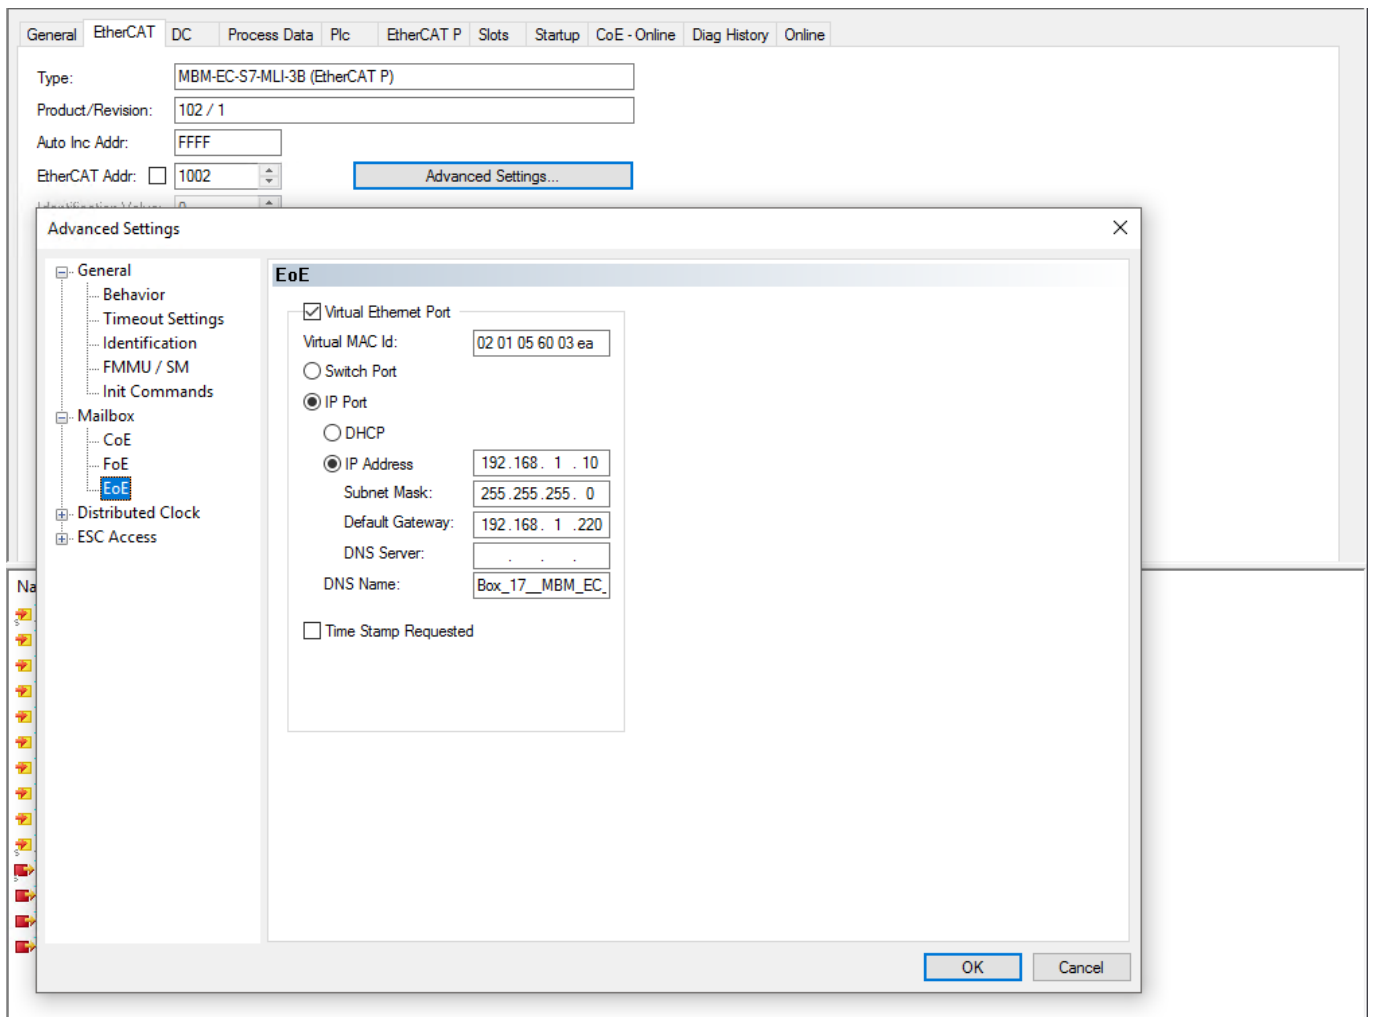 General EtherCAT DC Process Data Plc EtherCAT P Slots Startup CoE - Online Diag History Online
Type: MBM-EC-S7-MLI-3B (EtherCAT P)
Product/Revision: 102 / 1
Auto Inc Addr: FFFF
EtherCAT Addr: 1002 Advanced Settings...
Advanced Settings
General
Behavior
Timeout Settings
Identification
FMMU / SM
Init Commands
Mailbox
CoE
FoE
EoE
Distributed Clock
ESC Access
EoE
Virtual Ethernet Port
Virtual MAC Id: 02 01 05 60 03 ea
Switch Port
IP Port
DHCP
IP Address 192.168. 1 . 10
Subnet Mask: 255.255.255. 0
Default Gateway: 192.168. 1 .220
DNS Server: . . .
DNS Name: Box_17__MBM_EC_
Time Stamp Requested
OK Cancel
Na